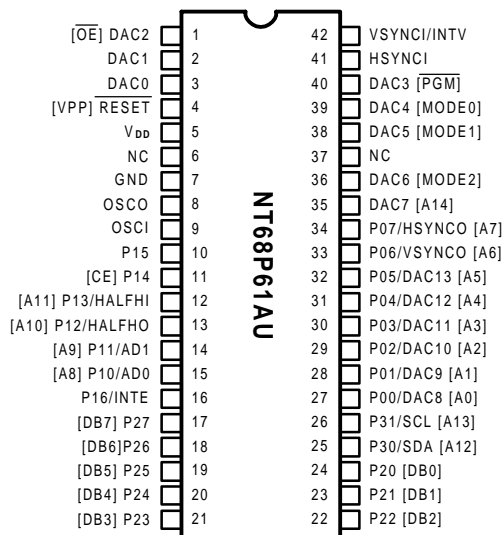 [OE] DAC2 1 42 VSYNCI/INTV
DAC1 2 41 HSYNCI
DAC0 3 40 DAC3 [PGM]
[VPP] RESET 4 39 DAC4 [MODE0]
VDD 5 38 DAC5 [MODE1]
NC 6 37 NC
GND 7 36 DAC6 [MODE2]
OSCO 8 35 DAC7 [A14]
OSCI 9 34 P07/HSYNCO [A7]
P15 10 33 P06/VSYNCO [A6]
[CE] P14 11 32 P05/DAC13 [A5]
[A11] P13/HALFHI 12 31 P04/DAC12 [A4]
[A10] P12/HALFHO 13 30 P03/DAC11 [A3]
[A9] P11/AD1 14 29 P02/DAC10 [A2]
[A8] P10/AD0 15 28 P01/DAC9 [A1]
P16/INTE 16 27 P00/DAC8 [A0]
[DB7] P27 17 26 P31/SCL [A13]
[DB6]P26 18 25 P30/SDA [A12]
[DB5] P25 19 24 P20 [DB0]
[DB4] P24 20 23 P21 [DB1]
[DB3] P23 21 22 P22 [DB2]
NT68P61AU